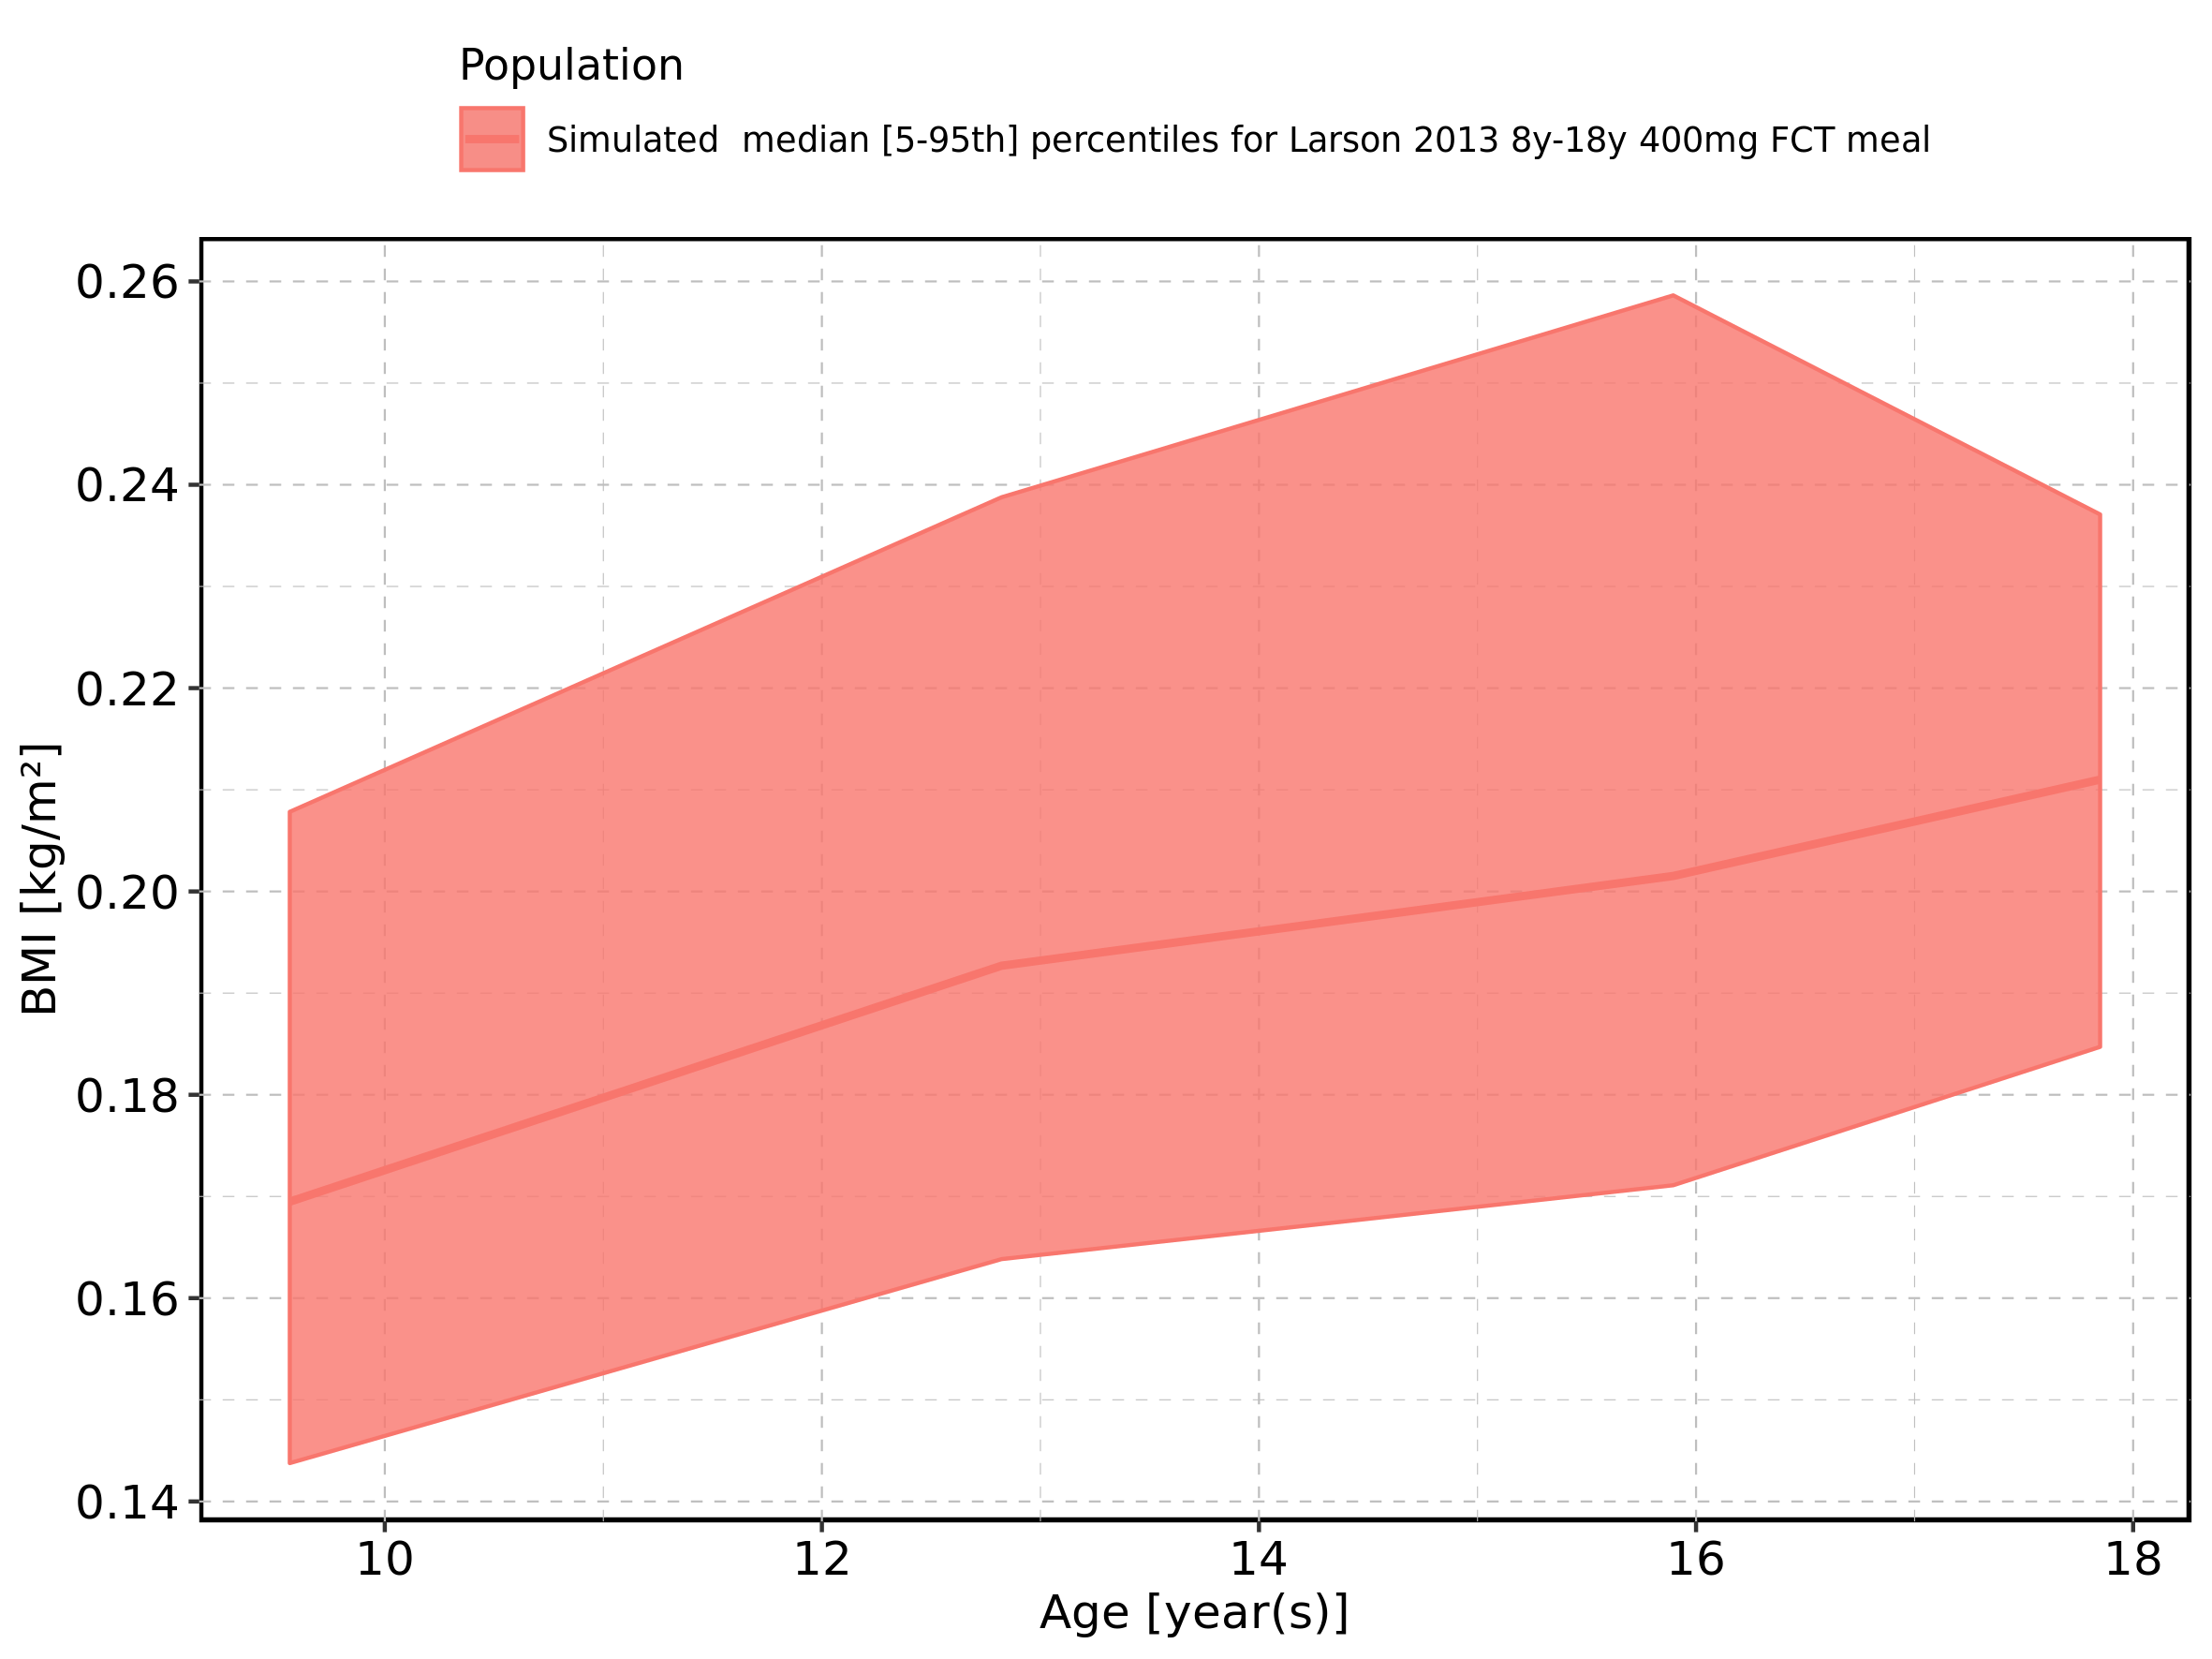 Population
Simulated  median [5-95th] percentiles for Larson 2013 8y-18y 400mg FCT meal
0.26
0.24
0.22
0.20
0.18
0.16
0.14
BMI [kg/m²]
10 12 14 16 18
Age [year(s)]